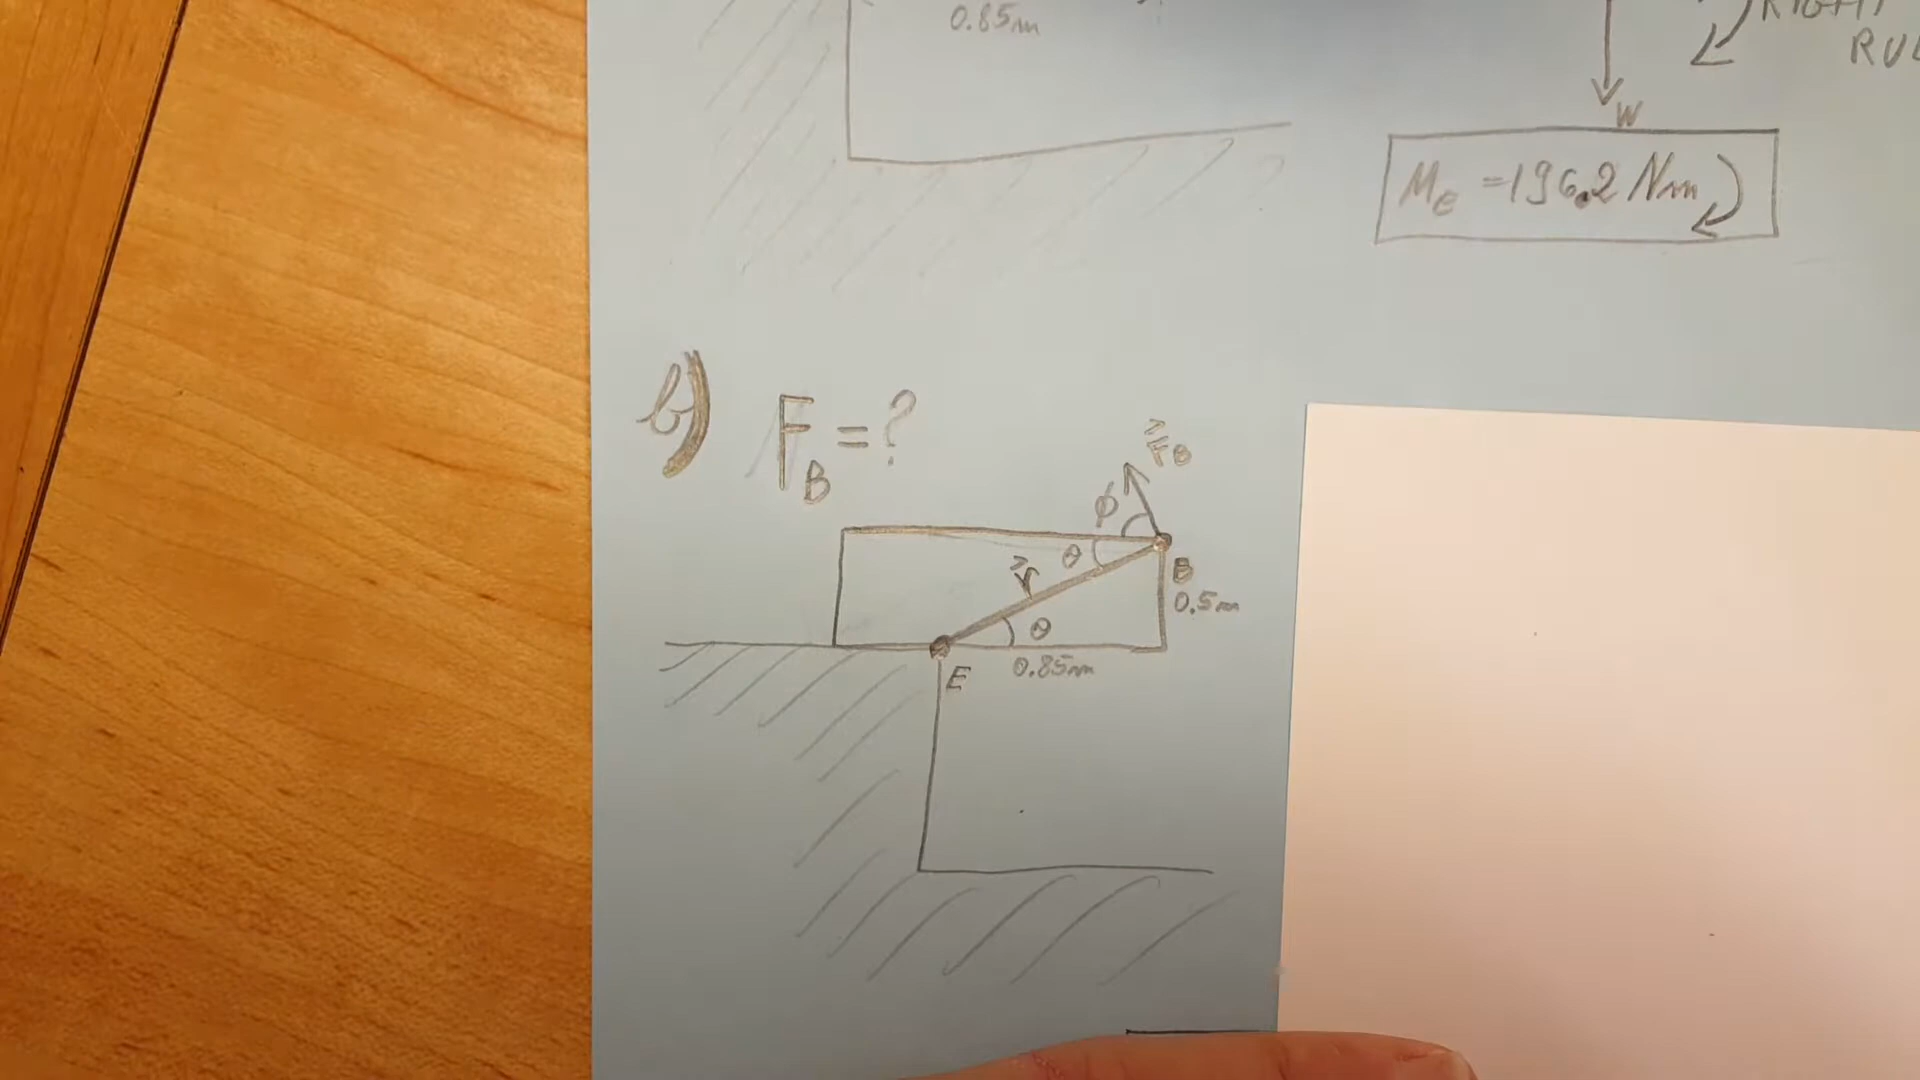 0.85m
RIGHT
RU
W
M_E = 196.2 Nm
b) F_B = ?
F_B
ϕ
θ
r
B
0.5m
θ
0.85m
E